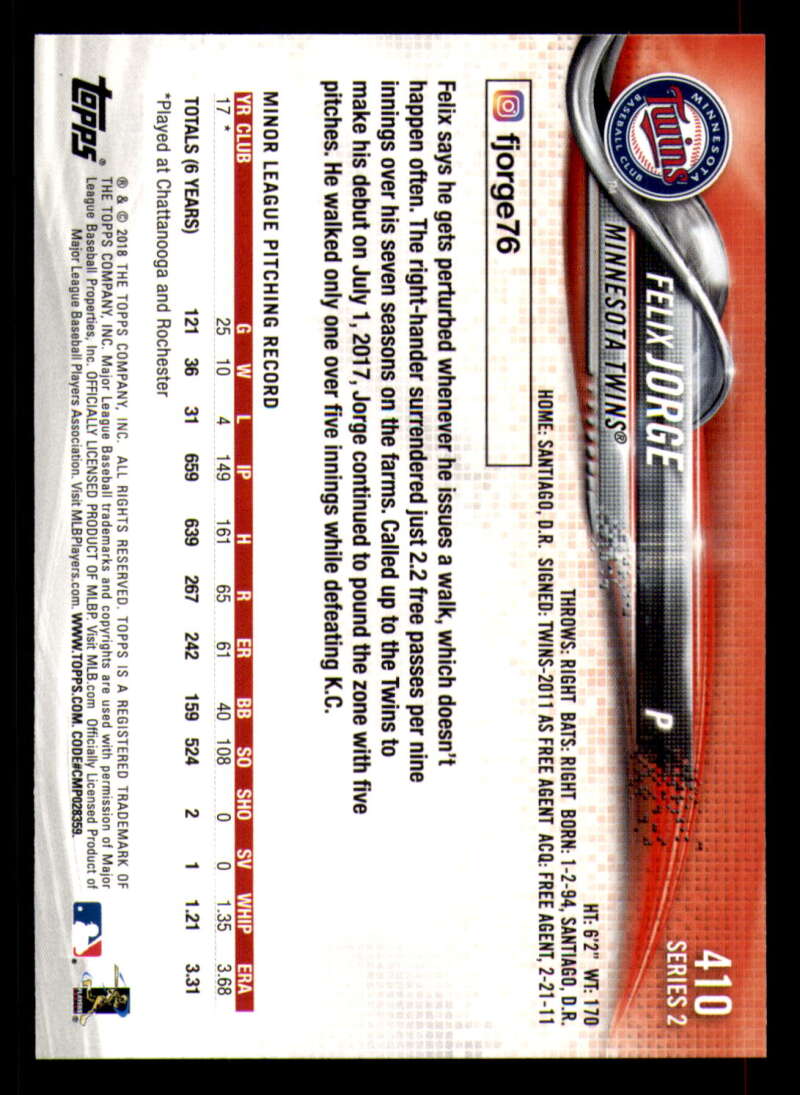 410
SERIES 2
MINNESOTA
Twins
BASEBALL CLUB
FELIX JORGE P
MINNESOTA TWINS®
HT: 6'2" WT: 170
THROWS: RIGHT BATS: RIGHT BORN: 1-2-94, SANTIAGO, D.R.
HOME: SANTIAGO, D.R. SIGNED: TWINS-2011 AS FREE AGENT ACQ: FREE AGENT, 2-21-11
fjorge76
Felix says he gets perturbed whenever he issues a walk, which doesn't
happen often. The right-hander surrendered just 2.2 free passes per nine
innings over his seven seasons on the farms. Called up to the Twins to
make his debut on July 1, 2017, Jorge continued to pound the zone with five
pitches. He walked only one over five innings while defeating K.C.
MINOR LEAGUE PITCHING RECORD
YR CLUB G W L IP H R ER BB SO SHO SV WHIP ERA
17 * 25 10 4 149 161 65 61 40 108 0 0 1.35 3.68
TOTALS (6 YEARS) 121 36 31 659 639 267 242 159 524 2 1 1.21 3.31
*Played at Chattanooga and Rochester
topps®
® & © 2018 THE TOPPS COMPANY, INC. ALL RIGHTS RESERVED. TOPPS IS A REGISTERED TRADEMARK OF
THE TOPPS COMPANY, INC. Major League Baseball trademarks and copyrights are used with permission of Major
League Baseball Properties, Inc. OFFICIALLY LICENSED PRODUCT OF MLBP. Visit MLB.com Officially Licensed Product of
Major League Baseball Players Association. Visit MLBPlayers.com. WWW.TOPPS.COM. CODE#CMP028359.
PLAYERS